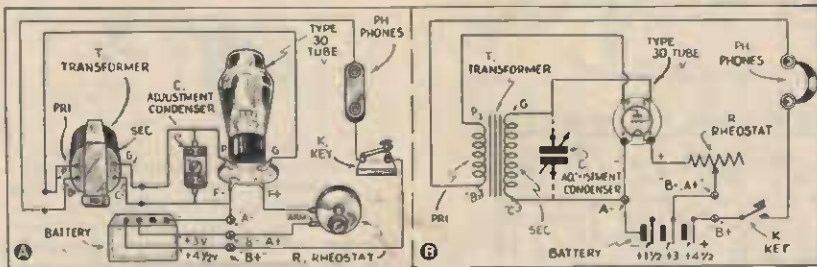 T,
TRANSFORMER
PRI
P
B
SEC
G
C-
C,
ADJUSTMENT
CONDENSER
C
P
G
F-
F+
TYPE
30
TUBE
V
PH
PHONES
K,
KEY
BATTERY
A-
+3V
+4½V
B- A+
"B+"
ARM
R, RHEOSTAT
A
T,
TRANSFORMER
P
G
"B"
"C"
PRI
SEC
C
ADJUSTMENT
CONDENSER
TYPE
30 TUBE
V
-
+
PH
PHONES
R
RHEOSTAT
"B-, A+"
A-
B+
BATTERY
+1½ +3 +4½
K
KEY
B